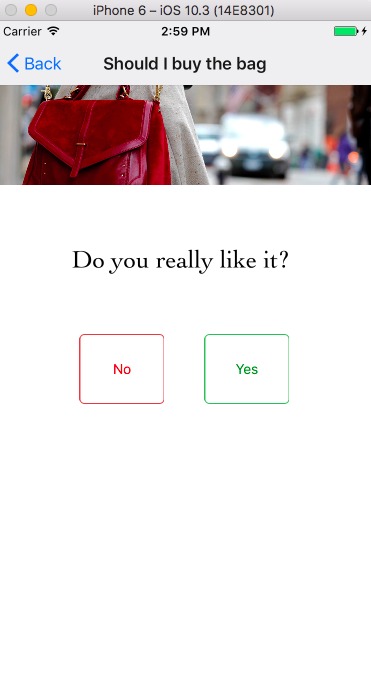 iPhone 6 – iOS 10.3 (14E8301)
Carrier 2:59 PM
Back Should I buy the bag
Do you really like it?
No Yes